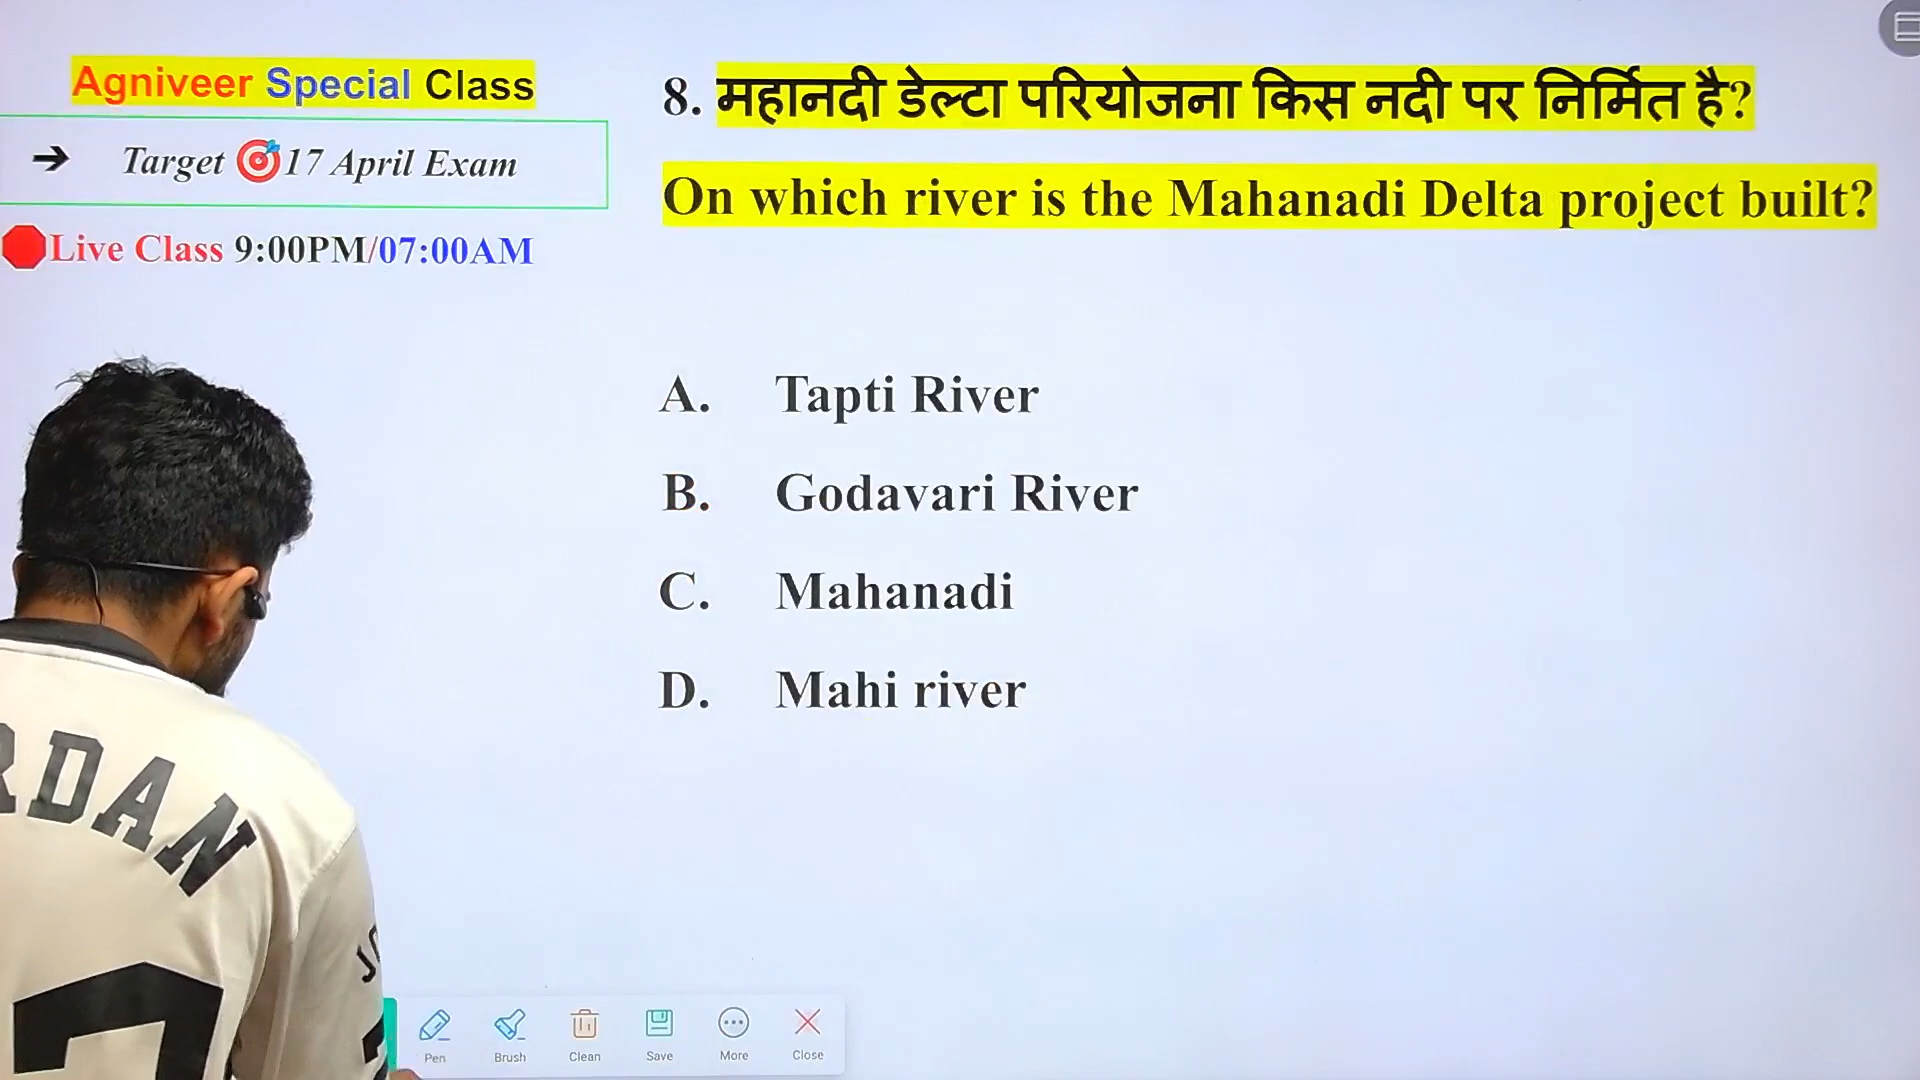 Agniveer Special Class
→ Target 17 April Exam
Live Class 9:00PM/07:00AM
8. महानदी डेल्टा परियोजना किस नदी पर निर्मित है?
On which river is the Mahanadi Delta project built?
A. Tapti River
B. Godavari River
C. Mahanadi
D. Mahi river
RDAN
Pen
Brush
Clean
Save
More
Close